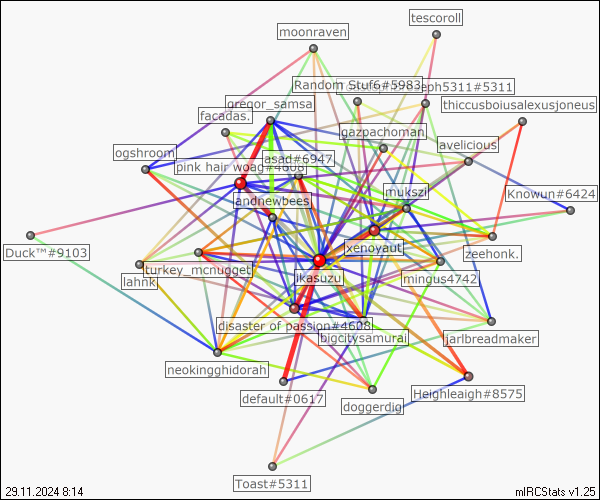 tescoroll
moonraven
Random Stuf6#5983
eph5311#5311
gregor_samsa
thiccusboiusalexusjoneus
facadas.
gazpachoman
avelicious
ogshroom
asad#6947
pink hair woag#4608
mukszi
Knowun#6424
andnewbees
xenoyaut
Duck™#9103
zeehonk.
lahnk
turkey_mcnugget
ikasuzu
mingus4742
disaster of passion#4608
bigcitysamurai
jarlbreadmaker
neokingghidorah
default#0617
doggerdig
Heighleaigh#8575
Toast#5311
29.11.2024 8:14
mIRCStats v1.25